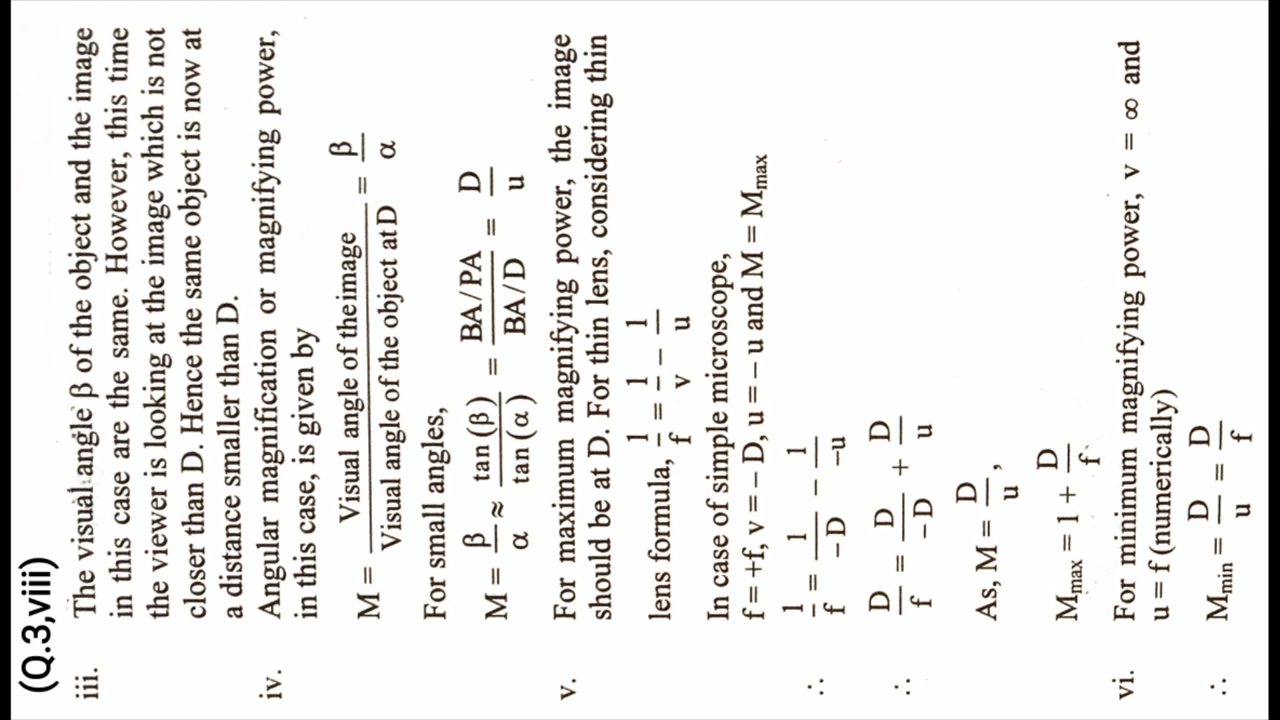 (Q.3,viii)
iii. The visual angle β of the object and the image
in this case are the same. However, this time
the viewer is looking at the image which is not
closer than D. Hence the same object is now at
a distance smaller than D.
iv. Angular magnification or magnifying power,
in this case, is given by
M = Visual angle of the image / Visual angle of the object at D = β / α
For small angles,
M = β / α ≈ tan (β) / tan (α) = BA/PA / BA/D = D / u
v. For maximum magnifying power, the image
should be at D. For thin lens, considering thin
lens formula, 1/f = 1/v − 1/u
In case of simple microscope,
f = +f, v = – D, u = – u and M = Mmax
∴ 1/f = 1/-D − 1/-u
∴ D/f = D/-D + D/u
As, M = D/u,
Mmax = 1 + D/f
vi. For minimum magnifying power, v = ∞ and
u = f (numerically)
∴ Mmin = D/u = D/f